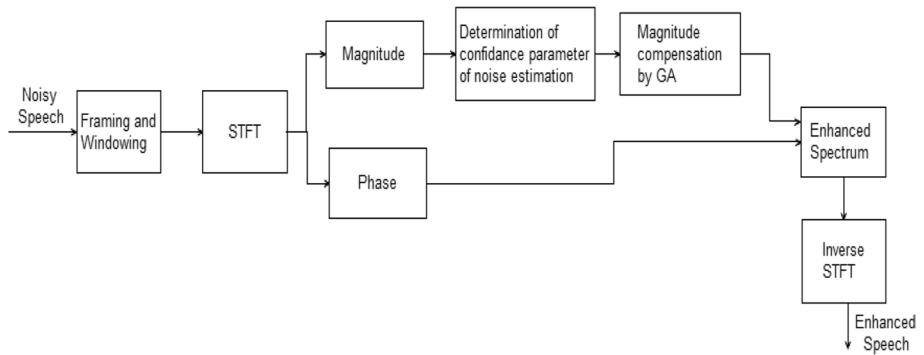 Noisy
Speech
Framing and
Windowing
STFT
Magnitude
Determination of
confidance parameter
of noise estimation
Magnitude
compensation
by GA
Phase
Enhanced
Spectrum
Inverse
STFT
Enhanced
Speech